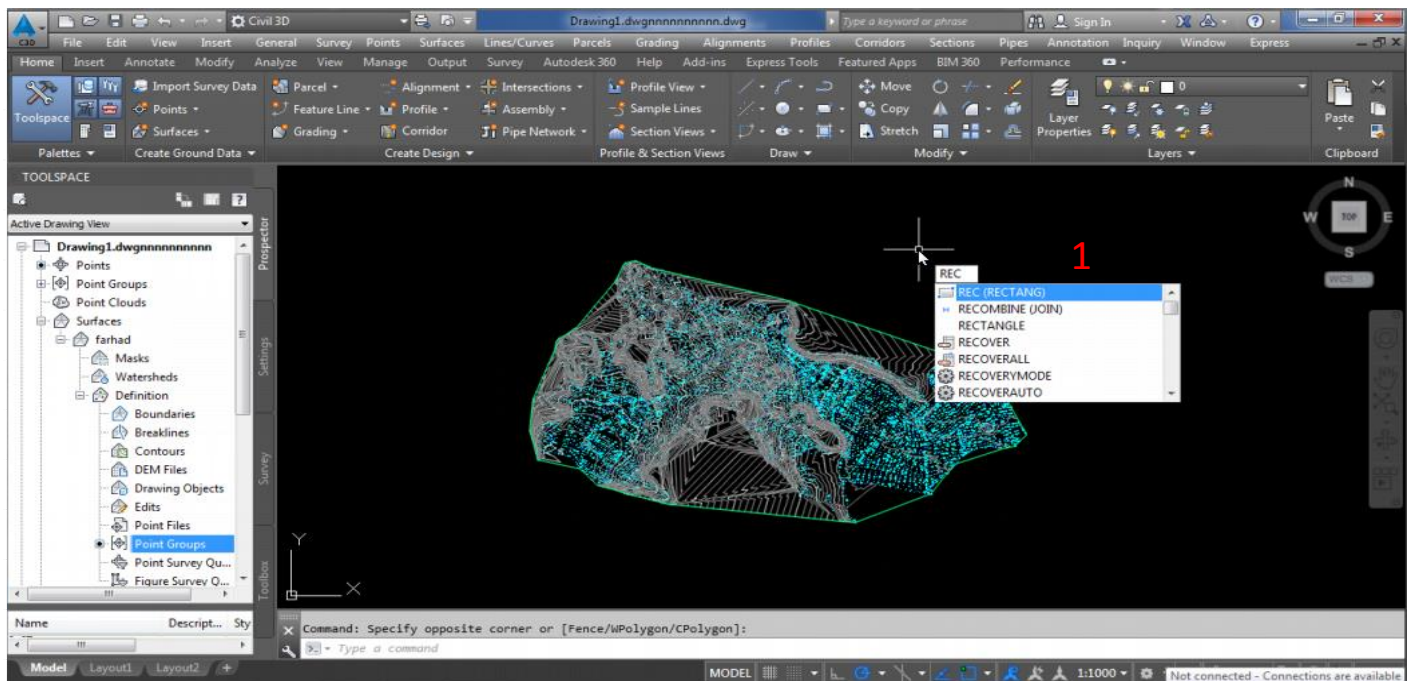 Civil 3D Drawing1.dwgnnnnnnnnnn.dwg Type a keyword or phrase Sign In
C3D File Edit View Insert General Survey Points Surfaces Lines/Curves Parcels Grading Alignments Profiles Corridors Sections Pipes Annotation Inquiry Window Express
Home Insert Annotate Modify Analyze View Manage Output Survey Autodesk 360 Help Add-ins Express Tools Featured Apps BIM 360 Performance
Import Survey Data Parcel Alignment Intersections Profile View Move 0
Toolspace Points Feature Line Profile Assembly Sample Lines Copy Layer Properties Paste
Surfaces Grading Corridor Pipe Network Section Views Stretch
Palettes Create Ground Data Create Design Profile & Section Views Draw Modify Layers Clipboard
TOOLSPACE
Active Drawing View
Drawing1.dwgnnnnnnnnnn
Points
Point Groups
Point Clouds
Surfaces
farhad
Masks
Watersheds
Definition
Boundaries
Breaklines
Contours
DEM Files
Drawing Objects
Edits
Point Files
Point Groups
Point Survey Qu...
Figure Survey Q...
Name Descript... Sty
Prospector
Settings
Survey
Toolbox
1
REC
REC (RECTANG)
RECOMBINE (JOIN)
RECTANGLE
RECOVER
RECOVERALL
RECOVERYMODE
RECOVERAUTO
N
W TOP E
S
WCS
Y
X
Command: Specify opposite corner or [Fence/WPolygon/CPolygon]:
Type a command
Model Layout1 Layout2 +
MODEL 1:1000
Not connected - Connections are available